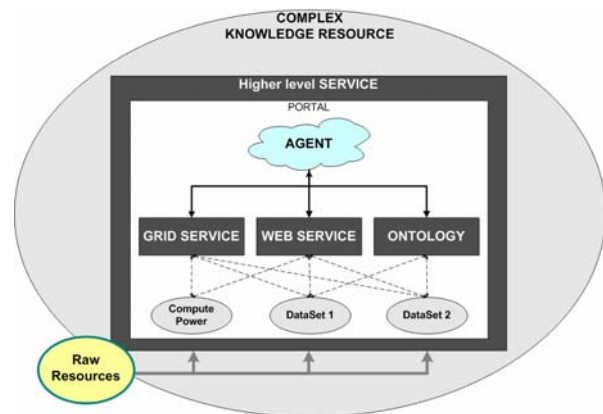 COMPLEX
KNOWLEDGE RESOURCE
Higher level SERVICE
PORTAL
AGENT
GRID SERVICE
WEB SERVICE
ONTOLOGY
Compute
Power
DataSet 1
DataSet 2
Raw
Resources